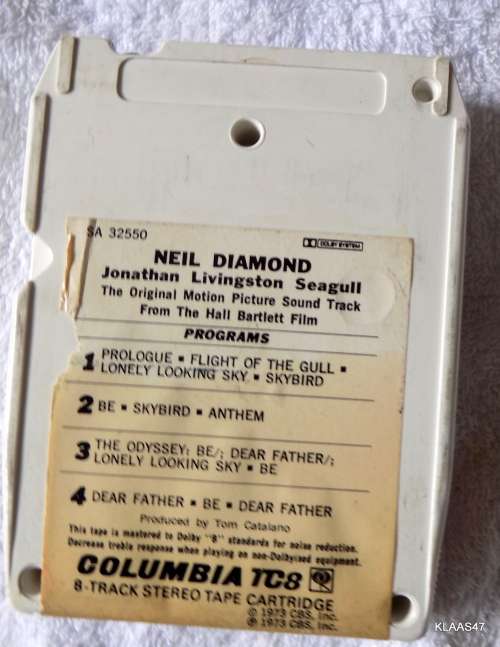 SA 32550
DOLBY SYSTEM
NEIL DIAMOND
Jonathan Livingston Seagull
The Original Motion Picture Sound Track
From The Hall Bartlett Film
PROGRAMS
1 PROLOGUE ▪ FLIGHT OF THE GULL ▪
LONELY LOOKING SKY ▪ SKYBIRD
2 BE ▪ SKYBIRD ▪ ANTHEM
3 THE ODYSSEY: BE/; DEAR FATHER/;
LONELY LOOKING SKY ▪ BE
4 DEAR FATHER ▪ BE ▪ DEAR FATHER
Produced by Tom Catalano
This tape is mastered to Dolby "B" standards for noise reduction.
Decrease treble response when playing on non-Dolbyised equipment.
COLUMBIA TC8
8-TRACK STEREO TAPE CARTRIDGE
© 1973 CBS, Inc.
℗ 1973 CBS, Inc.
KLAAS47